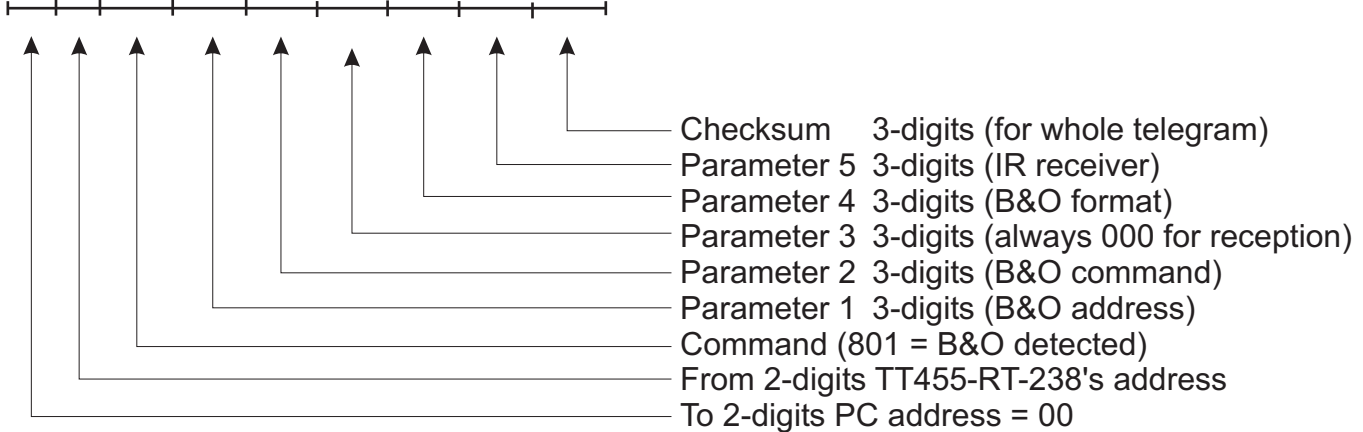 Checksum 3-digits (for whole telegram)
Parameter 5 3-digits (IR receiver)
Parameter 4 3-digits (B&O format)
Parameter 3 3-digits (always 000 for reception)
Parameter 2 3-digits (B&O command)
Parameter 1 3-digits (B&O address)
Command (801 = B&O detected)
From 2-digits TT455-RT-238's address
To 2-digits PC address = 00